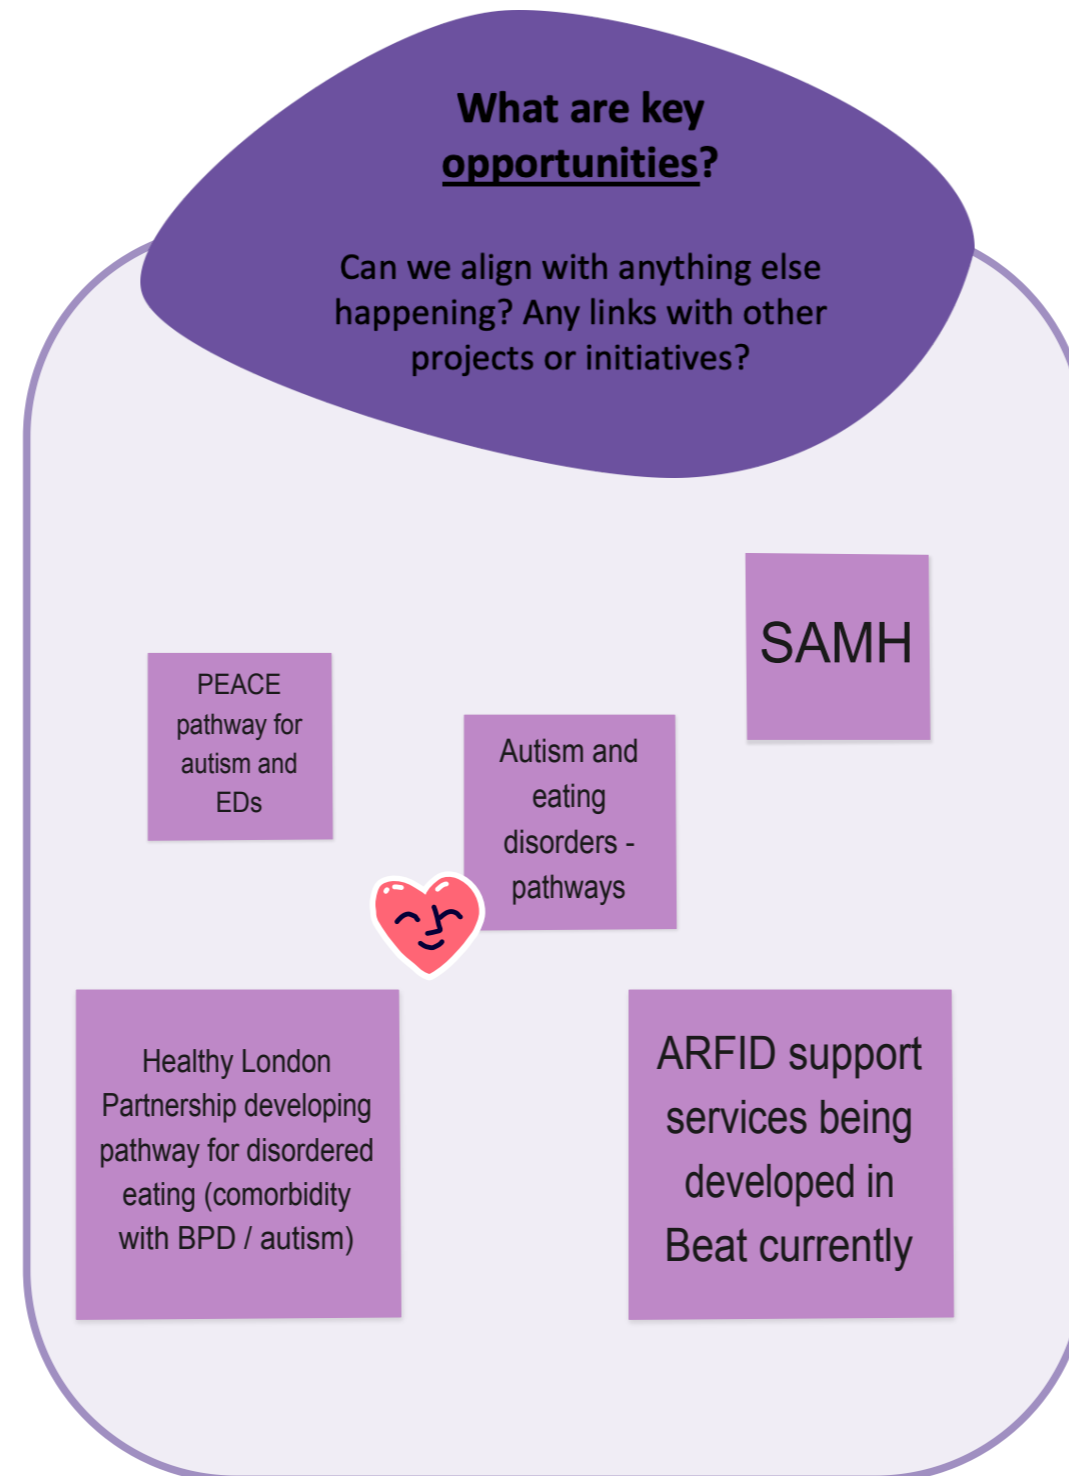 What are key
opportunities?
Can we align with anything else
happening? Any links with other
projects or initiatives?
SAMH
PEACE
pathway for
autism and
EDs
Autism and
eating
disorders -
pathways
Healthy London
Partnership developing
pathway for disordered
eating (comorbidity
with BPD / autism)
ARFID support
services being
developed in
Beat currently